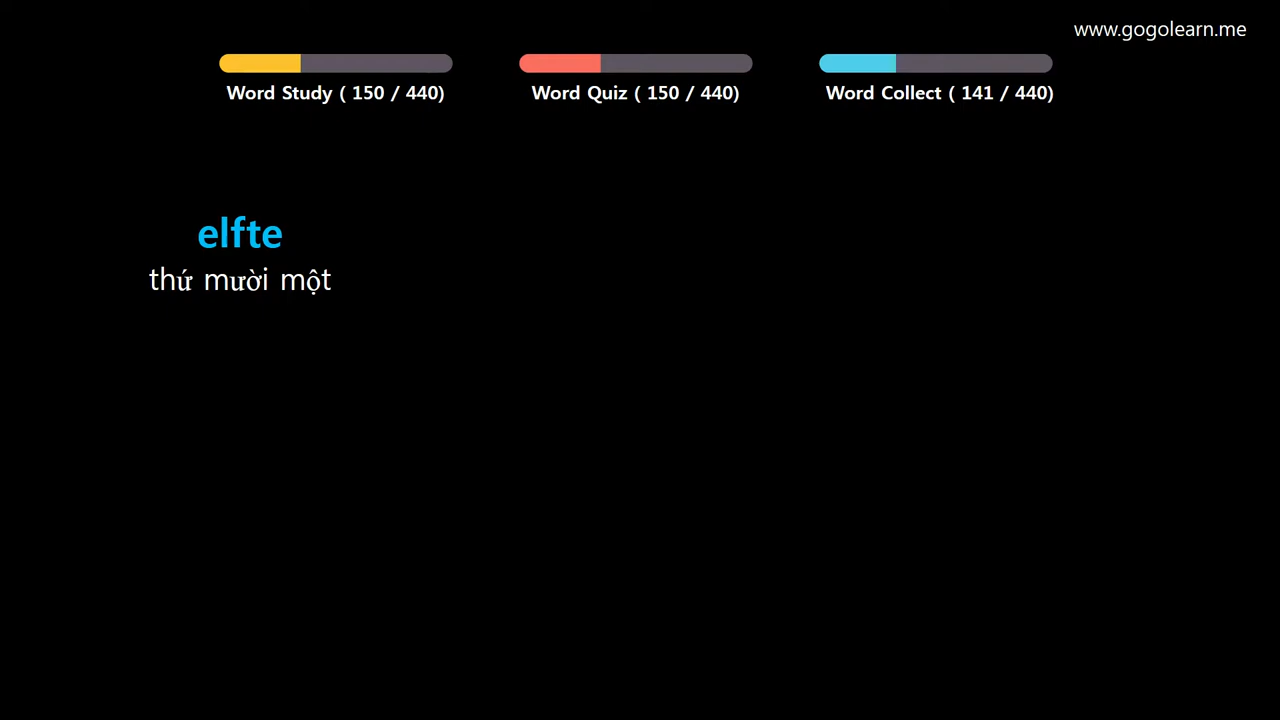 www.gogolearn.me
Word Study ( 150 / 440)
Word Quiz ( 150 / 440)
Word Collect ( 141 / 440)
elfte
thứ mười một